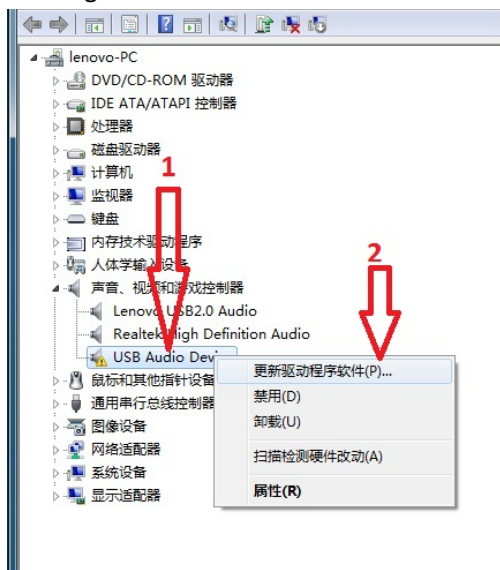 lenovo-PC
DVD/CD-ROM 驱动器
IDE ATA/ATAPI 控制器
处理器
磁盘驱动器
计算机
1
监视器
键盘
内存技术驱动程序
人体学输入设备
2
声音、视频和游戏控制器
Lenovo USB2.0 Audio
Realtek High Definition Audio
USB Audio Devi
更新驱动程序软件(P)...
鼠标和其他指针设备
禁用(D)
通用串行总线控制器
卸载(U)
图像设备
网络适配器
扫描检测硬件改动(A)
系统设备
属性(R)
显示适配器